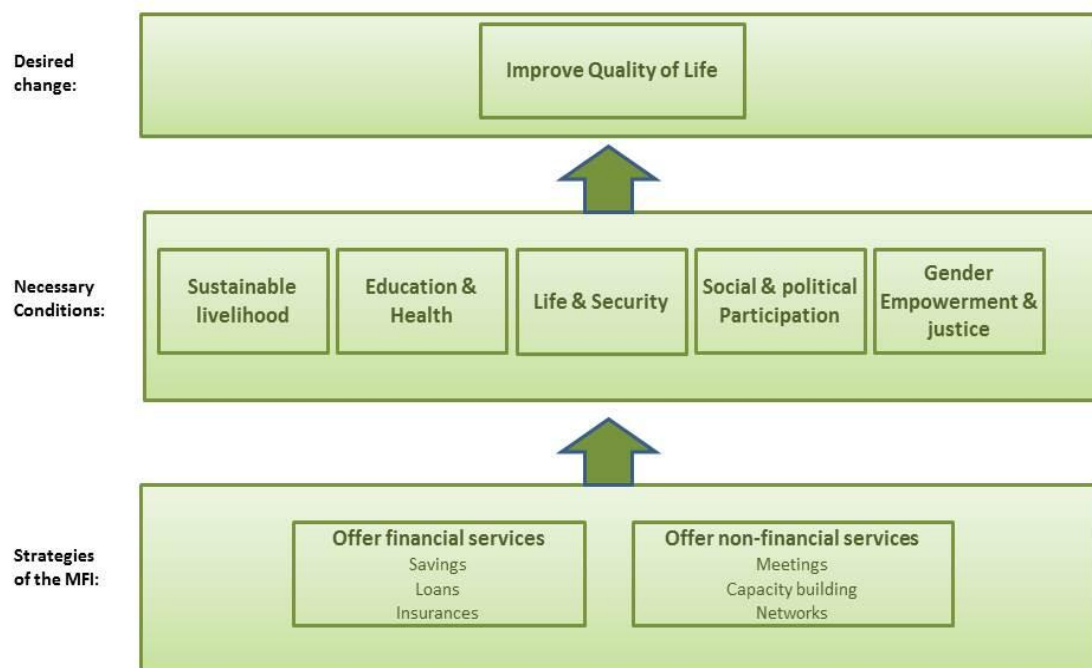 Desired
change:
Improve Quality of Life
Necessary
Conditions:
Sustainable
livelihood
Education &
Health
Life & Security
Social & political
Participation
Gender
Empowerment &
justice
Strategies
of the MFI:
Offer financial services
Savings
Loans
Insurances
Offer non-financial services
Meetings
Capacity building
Networks